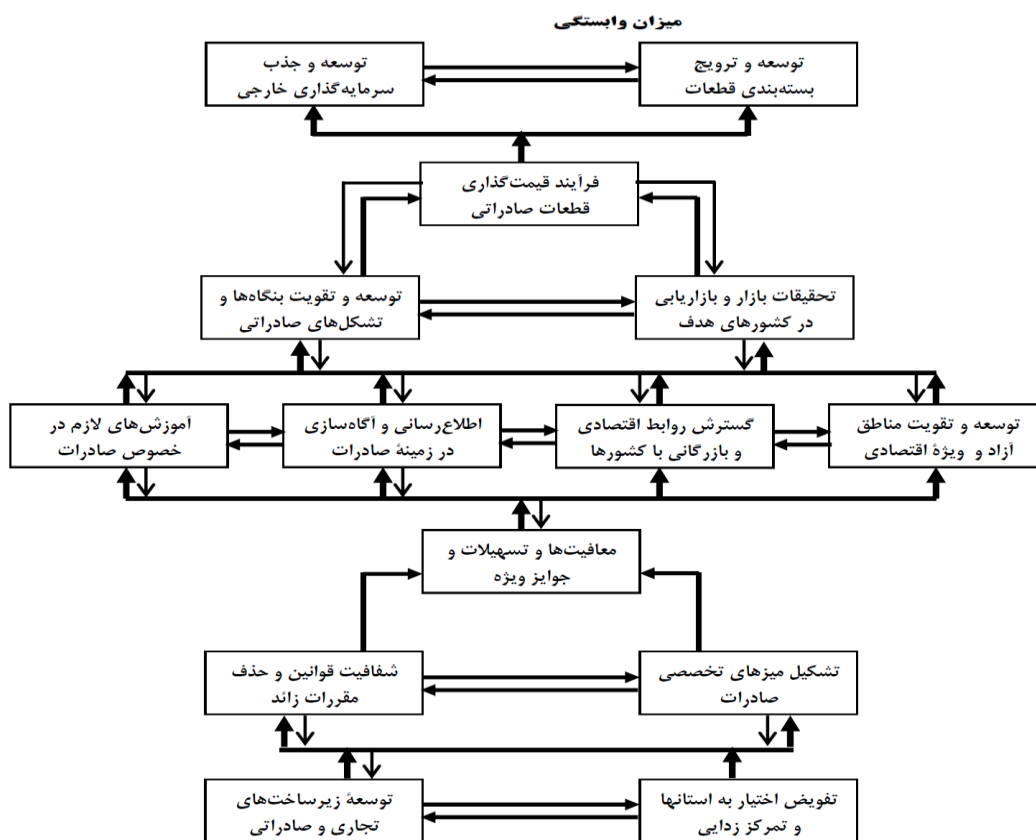 میزان وابستگی
توسعه و ترویج
بسته‌بندی قطعات
توسعه و جذب
سرمایه‌گذاری خارجی
فرآیند قیمت‌گذاری
قطعات صادراتی
تحقیقات بازار و بازاریابی
در کشورهای هدف
توسعه و تقویت بنگاه‌ها و
تشکل‌های صادراتی
توسعه و تقویت مناطق
آزاد و ویژهٔ اقتصادی
گسترش روابط اقتصادی
و بازرگانی با کشورها
اطلاع‌رسانی و آگاه‌سازی
در زمینهٔ صادرات
آموزش‌های لازم در
خصوص صادرات
معافیت‌ها و تسهیلات و
جوایز ویژه
تشکیل میزهای تخصصی
صادرات
شفافیت قوانین و حذف
مقررات زائد
تفویض اختیار به استانها
و تمرکز زدایی
توسعهٔ زیرساخت‌های
تجاری و صادراتی